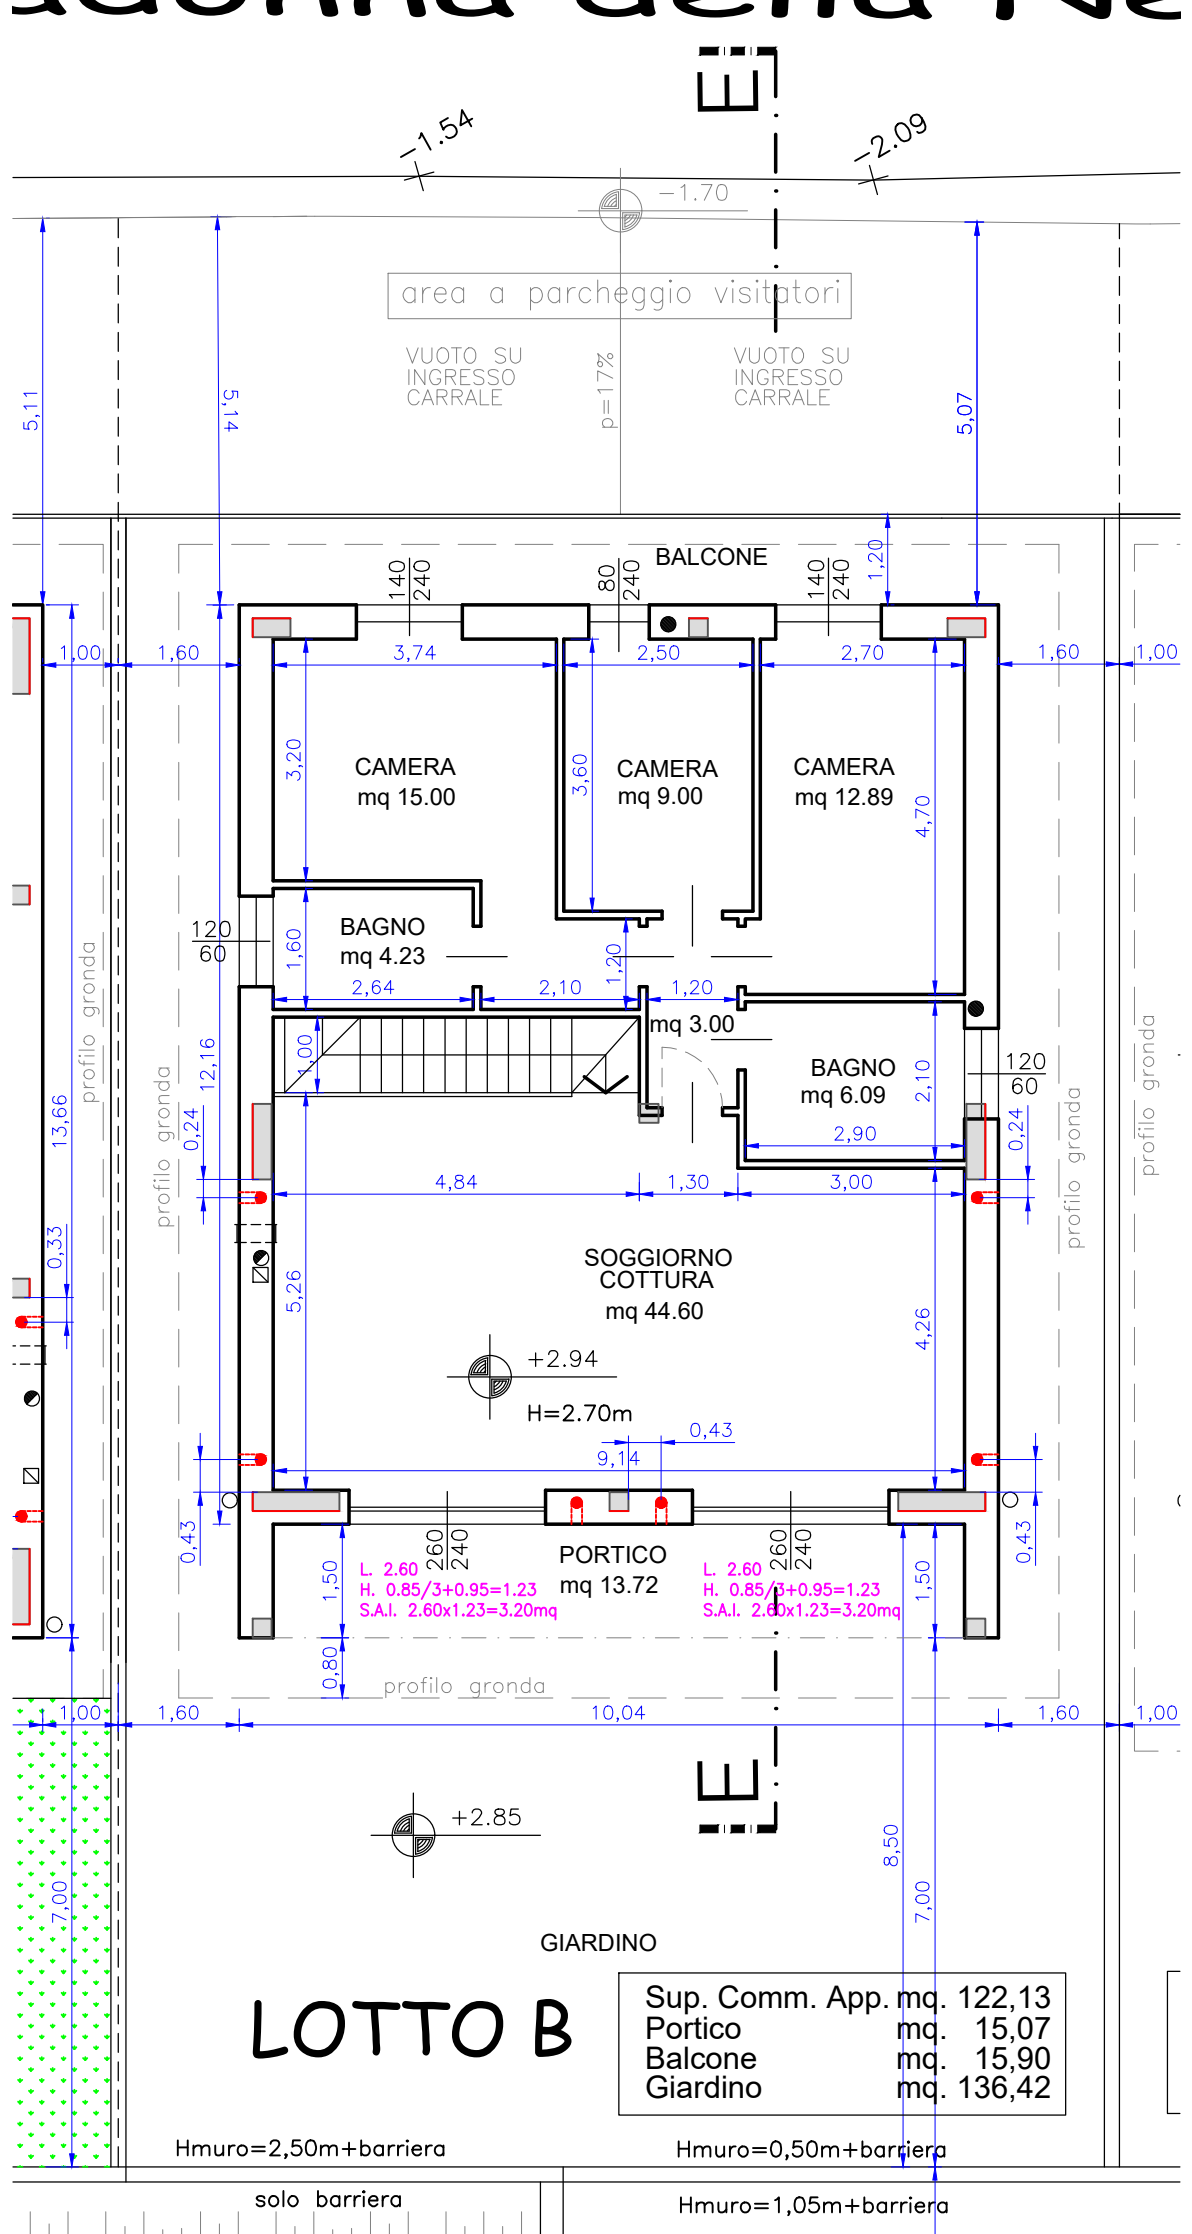 adonna della Ne
E
-1.54
-2.09
-1.70
area a parcheggio visitatori
VUOTO SU
INGRESSO
CARRALE
p=17%
VUOTO SU
INGRESSO
CARRALE
5,11
5,14
5,07
BALCONE
1,20
140
240
80
240
140
240
1,00
1,60
3,74
2,50
2,70
1,60
1,00
3,20
3,60
4,70
CAMERA
mq 15.00
CAMERA
mq 9.00
CAMERA
mq 12.89
120
60
BAGNO
mq 4.23
1,60
1,20
2,64
2,10
1,20
mq 3.00
profilo gronda
profilo gronda
profilo gronda
profilo gronda
12,16
13,66
1,00
BAGNO
mq 6.09
2,10
120
60
2,90
0,24
0,24
4,84
1,30
3,00
0,33
SOGGIORNO
COTTURA
mq 44.60
5,26
4,26
+2.94
H=2.70m
0,43
9,14
0,43
0,43
260
240
260
240
PORTICO
mq 13.72
L. 2.60
H. 0.85/3+0.95=1.23
S.A.I. 2.60x1.23=3.20mq
L. 2.60
H. 0.85/3+0.95=1.23
S.A.I. 2.60x1.23=3.20mq
1,50
1,50
0,80
profilo gronda
1,00
1,60
10,04
1,60
1,00
E
+2.85
8,50
7,00
7,00
GIARDINO
LOTTO B
Sup. Comm. App. mq. 122,13
Portico mq. 15,07
Balcone mq. 15,90
Giardino mq. 136,42
Hmuro=2,50m+barriera
Hmuro=0,50m+barriera
solo barriera
Hmuro=1,05m+barriera